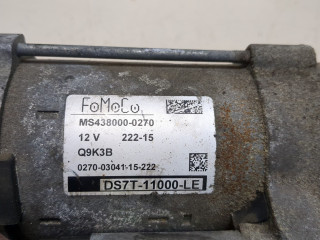 FoMoCo
MS438000-0270
12 V 222-15
Q9K3B
0270-03041-15-222
DS7T-11000-LE